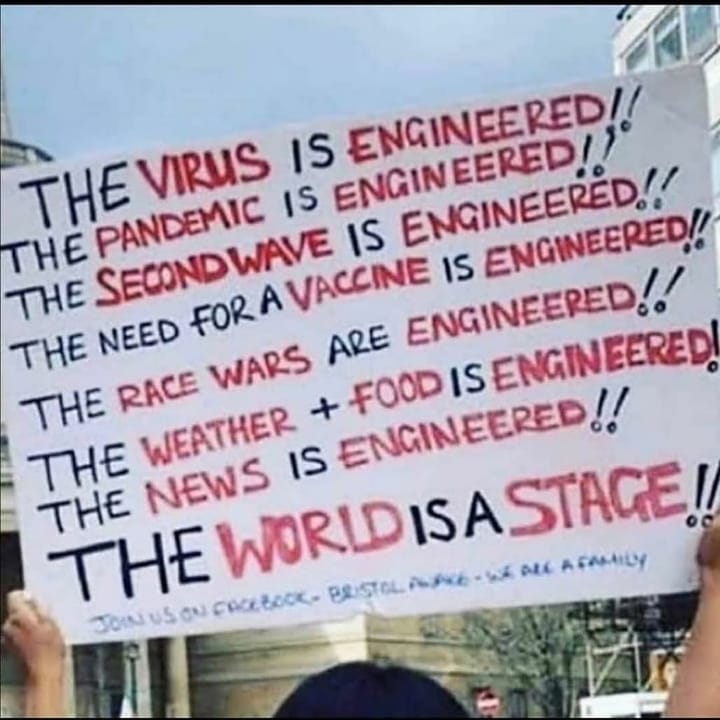 THE VIRUS IS ENGINEERED!!
THE PANDEMIC IS ENGINEERED!!
THE SECOND WAVE IS ENGINEERED!!
THE NEED FOR A VACCINE IS ENGINEERED!!
THE RACE WARS ARE ENGINEERED!!
THE WEATHER + FOOD IS ENGINEERED!
THE NEWS IS ENGINEERED!!
THE WORLD IS A STAGE!!
JOIN US ON FACEBOOK - BRISTOL AWAKE - WE ARE A FAMILY